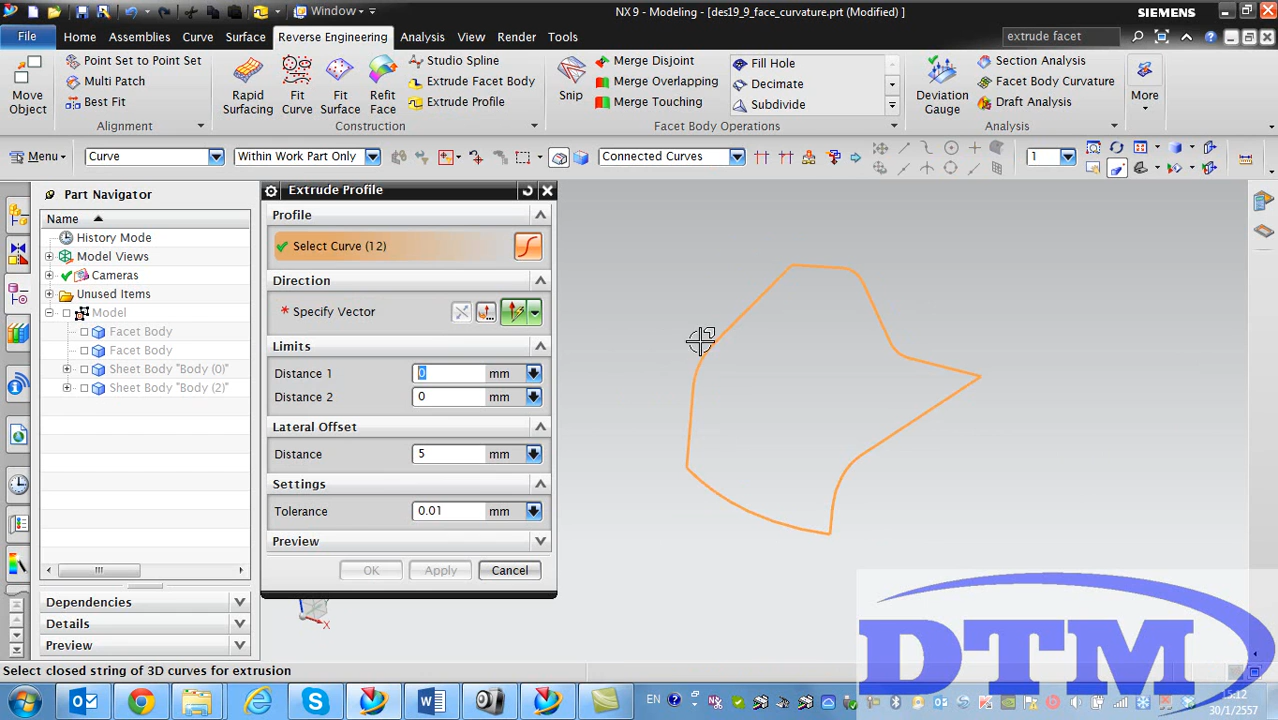 Window
NX 9 - Modeling - [des19_9_face_curvature.prt (Modified) ]
SIEMENS
File
Home
Assemblies
Curve
Surface
Reverse Engineering
Analysis
View
Render
Tools
extrude facet
Move Object
Point Set to Point Set
Multi Patch
Best Fit
Alignment
Rapid Surfacing
Fit Curve
Fit Surface
Refit Face
Studio Spline
Extrude Facet Body
Extrude Profile
Construction
Snip
Merge Disjoint
Merge Overlapping
Merge Touching
Fill Hole
Decimate
Subdivide
Facet Body Operations
Deviation Gauge
Section Analysis
Facet Body Curvature
Draft Analysis
Analysis
More
Menu
Curve
Within Work Part Only
Connected Curves
1
Part Navigator
Name
History Mode
Model Views
Cameras
Unused Items
Model
Facet Body
Facet Body
Sheet Body "Body (0)"
Sheet Body "Body (2)"
Dependencies
Details
Preview
Extrude Profile
Profile
Select Curve (12)
Direction
* Specify Vector
Limits
Distance 1
0
mm
Distance 2
0
mm
Lateral Offset
Distance
5
mm
Settings
Tolerance
0.01
mm
Preview
OK
Apply
Cancel
X
DTM
Select closed string of 3D curves for extrusion
EN
15:12
30/1/2557